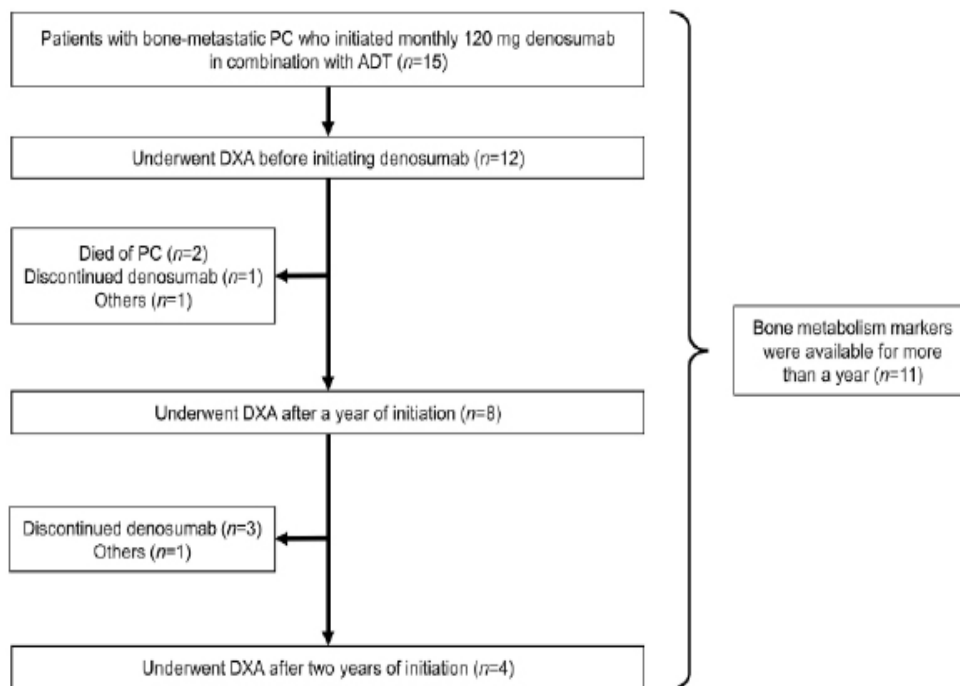 Patients with bone-metastatic PC who initiated monthly 120 mg denosumab
in combination with ADT (n=15)
Underwent DXA before initiating denosumab (n=12)
Died of PC (n=2)
Discontinued denosumab (n=1)
Others (n=1)
Bone metabolism markers
were available for more
than a year (n=11)
Underwent DXA after a year of initiation (n=8)
Discontinued denosumab (n=3)
Others (n=1)
Underwent DXA after two years of initiation (n=4)